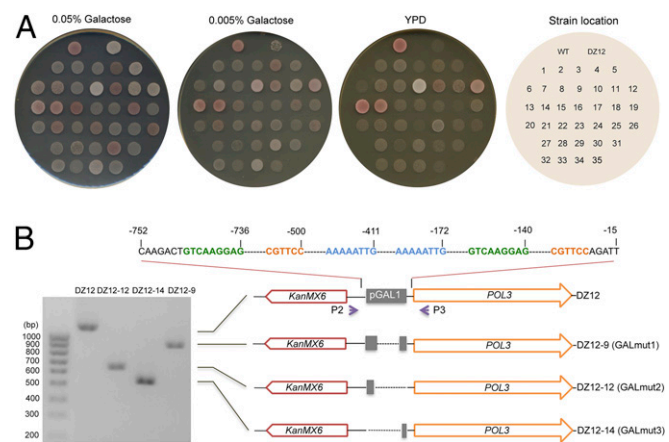 A
0.05% Galactose
0.005% Galactose
YPD
Strain location
WT DZ12
1 2 3 4 5
6 7 8 9 10 11 12
13 14 15 16 17 18 19
20 21 22 23 24 25 26
27 28 29 30 31
32 33 34 35
B
-752 -736 -500 -411 -172 -140 -15
CAAGACTGTCAAGGAG------CGTTCC------AAAAATTG------AAAAATTG------GTCAAGGAG------CGTTCCAGATT
DZ12 DZ12-12 DZ12-14 DZ12-9
(bp)
1000
900
800
700
600
500
400
300
200
KanMX6 pGAL1 POL3 DZ12
P2 P3
KanMX6 POL3 DZ12-9 (GALmut1)
KanMX6 POL3 DZ12-12 (GALmut2)
KanMX6 POL3 DZ12-14 (GALmut3)